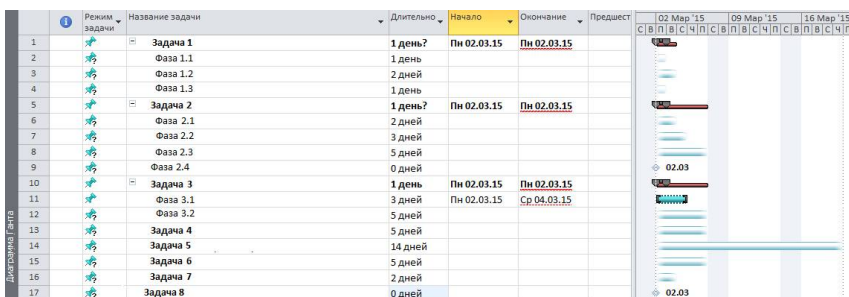 Режим задачи Название задачи Длительно Начало Окончание Предшест 02 Мар '15 09 Мар '15 16 Мар '15
С В П В С Ч П С В П В С Ч П С В П В С Ч П
1 Задача 1 1 день? Пн 02.03.15 Пн 02.03.15
2 Фаза 1.1 1 день
3 Фаза 1.2 2 дней
4 Фаза 1.3 1 день
5 Задача 2 1 день? Пн 02.03.15 Пн 02.03.15
6 Фаза 2.1 2 дней
7 Фаза 2.2 3 дней
8 Фаза 2.3 5 дней
9 Фаза 2.4 0 дней 02.03
10 Задача 3 1 день Пн 02.03.15 Пн 02.03.15
11 Фаза 3.1 3 дней Пн 02.03.15 Ср 04.03.15
12 Фаза 3.2 5 дней
13 Задача 4 5 дней
14 Задача 5 14 дней
15 Задача 6 5 дней
16 Задача 7 2 дней
17 Задача 8 0 дней 02.03
Диаграмма Ганта